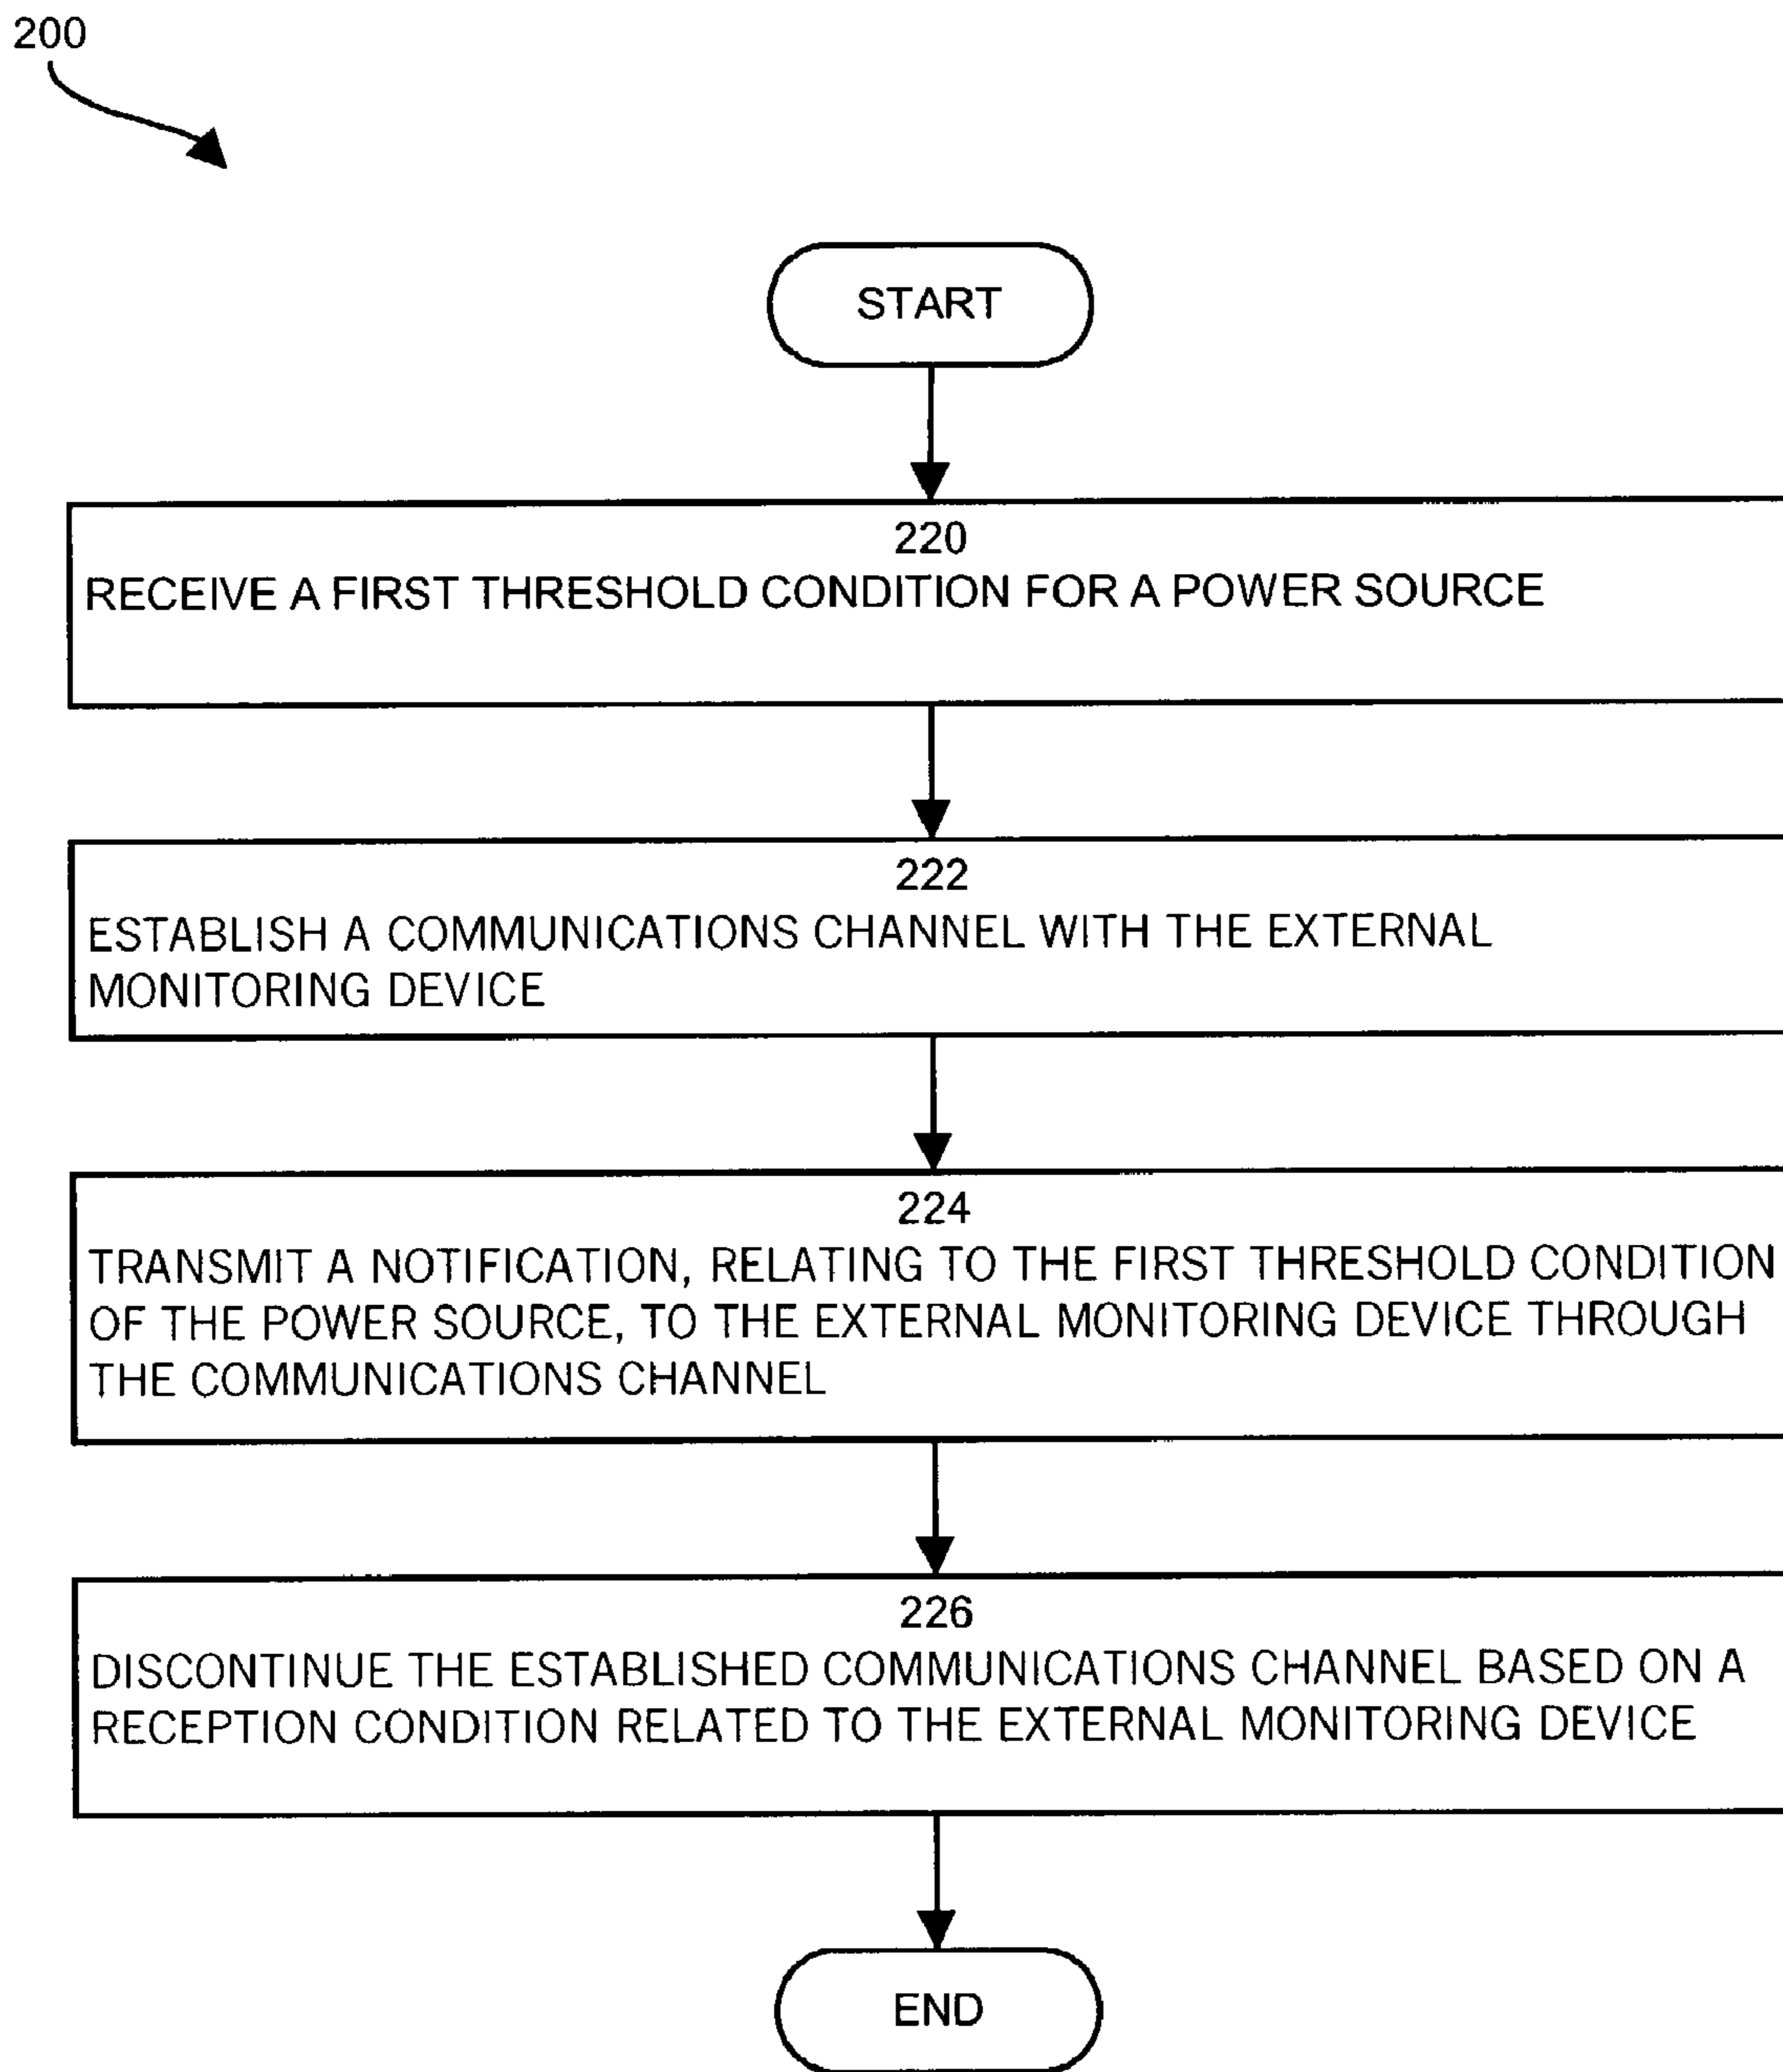 200
START
220
RECEIVE A FIRST THRESHOLD CONDITION FOR A POWER SOURCE
222
ESTABLISH A COMMUNICATIONS CHANNEL WITH THE EXTERNAL
MONITORING DEVICE
224
TRANSMIT A NOTIFICATION, RELATING TO THE FIRST THRESHOLD CONDITION
OF THE POWER SOURCE, TO THE EXTERNAL MONITORING DEVICE THROUGH
THE COMMUNICATIONS CHANNEL
226
DISCONTINUE THE ESTABLISHED COMMUNICATIONS CHANNEL BASED ON A
RECEPTION CONDITION RELATED TO THE EXTERNAL MONITORING DEVICE
END